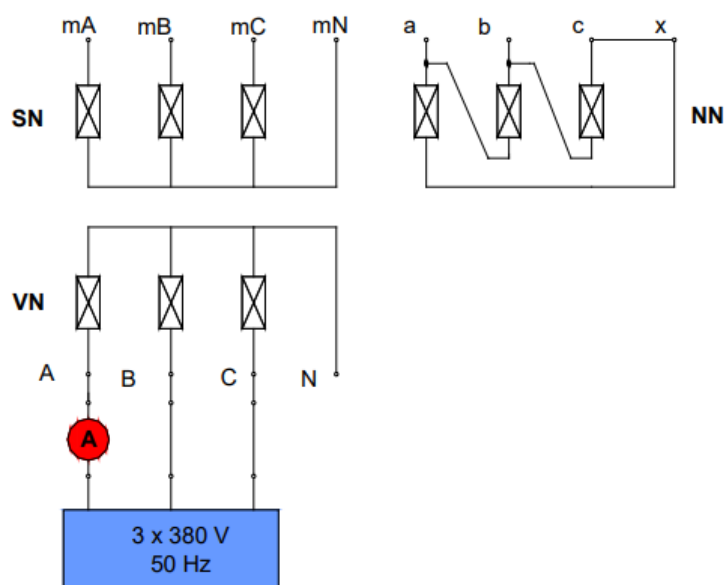 mA mB mC mN a b c x
SN NN
VN
A B C N
A
3 x 380 V
50 Hz